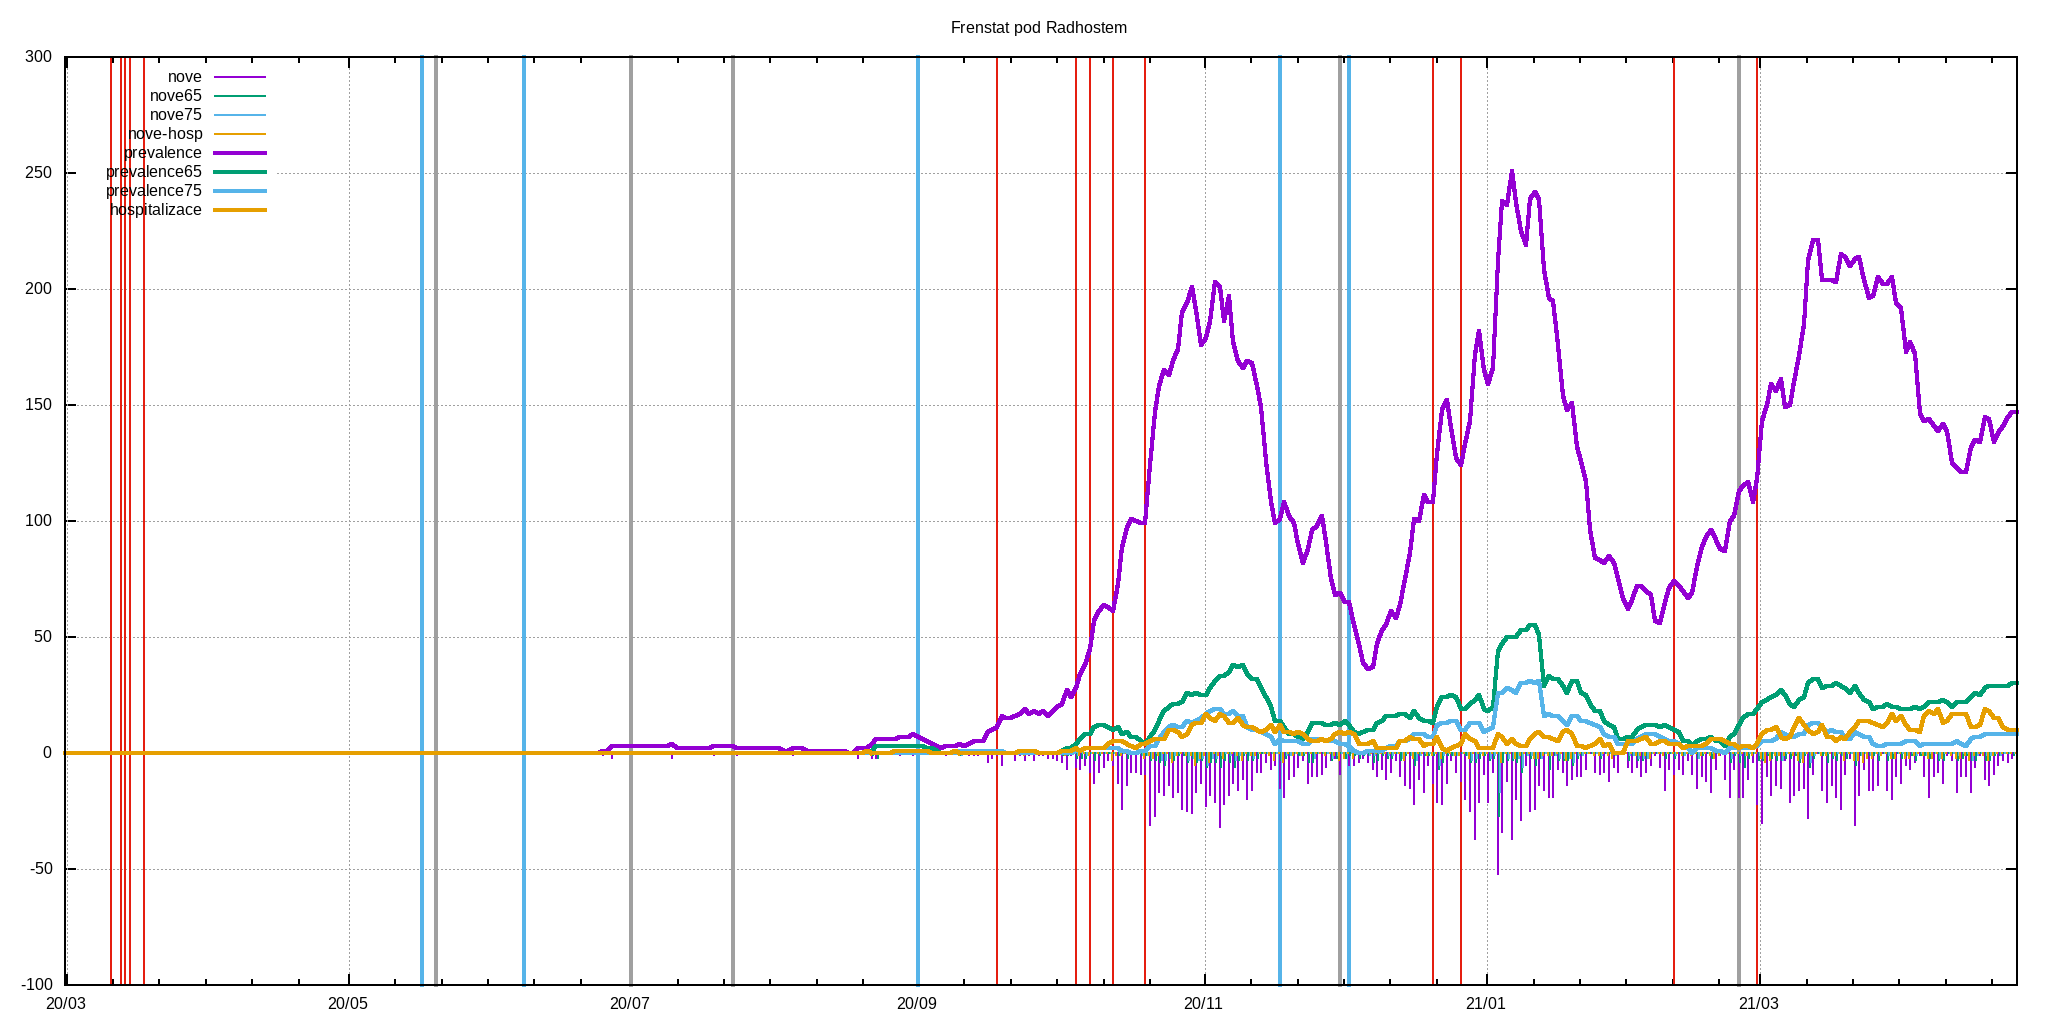 Frenstat pod Radhostem
300
250
200
150
100
50
0
-50
-100
nove
nove65
nove75
nove-hosp
prevalence
prevalence65
prevalence75
hospitalizace
20/03 20/05 20/07 20/09 20/11 21/01 21/03